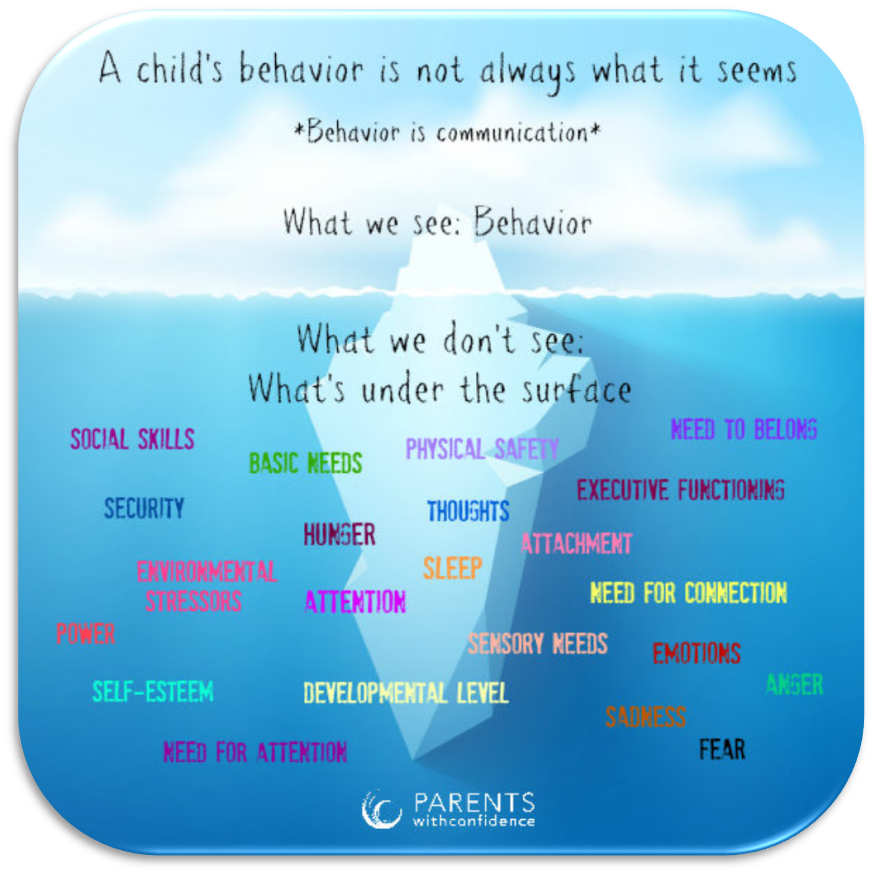 A child's behavior is not always what it seems
*Behavior is communication*
What we see: Behavior
What we don't see:
What's under the surface
NEED TO BELONG
SOCIAL SKILLS
PHYSICAL SAFETY
BASIC NEEDS
EXECUTIVE FUNCTIONING
SECURITY
THOUGHTS
HUNGER
ATTACHMENT
SLEEP
ENVIRONMENTAL
STRESSORS
NEED FOR CONNECTION
ATTENTION
POWER
SENSORY NEEDS
EMOTIONS
ANGER
SELF-ESTEEM
DEVELOPMENTAL LEVEL
SADNESS
FEAR
NEED FOR ATTENTION
PARENTS
withconfidence